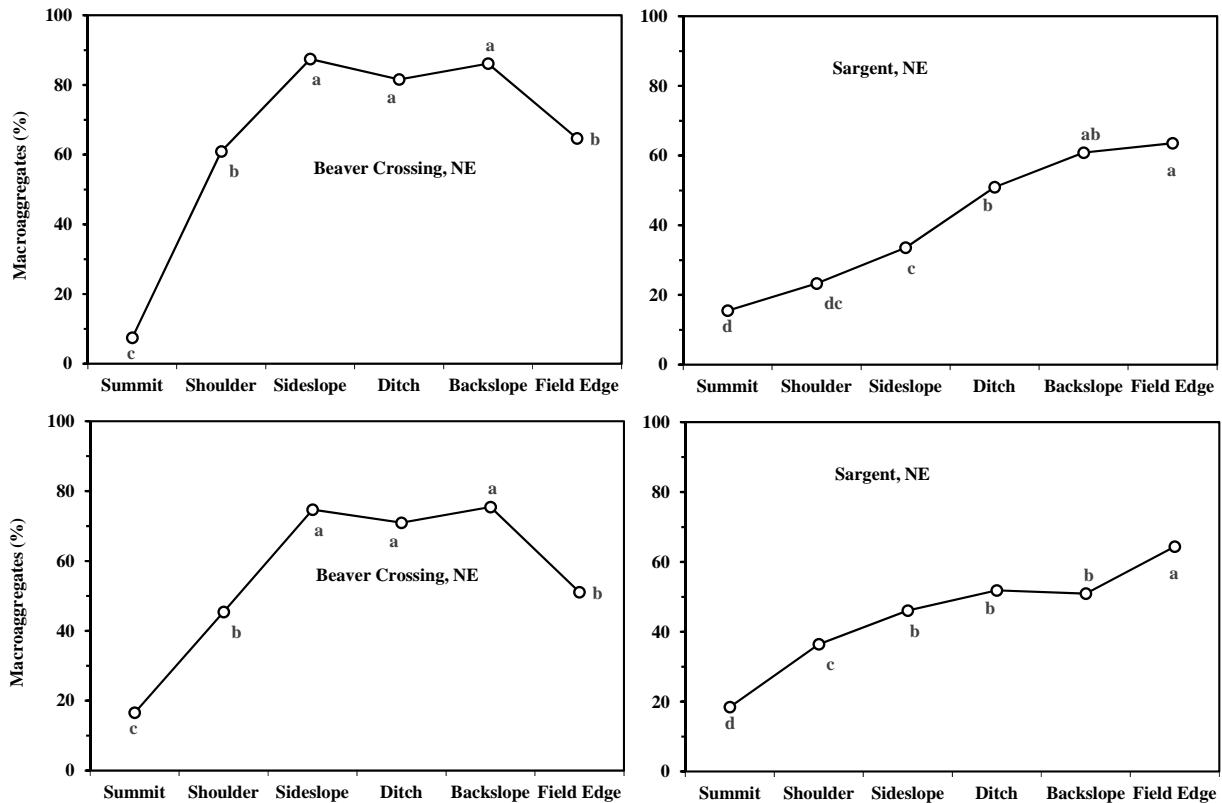 100
80
60
40
20
0
Macroaggregates (%)
Beaver Crossing, NE
c
b
a
a
a
b
Summit Shoulder Sideslope Ditch Backslope Field Edge
100
80
60
40
20
0
Sargent, NE
d
dc
c
b
ab
a
Summit Shoulder Sideslope Ditch Backslope Field Edge
100
80
60
40
20
0
Macroaggregates (%)
Beaver Crossing, NE
c
b
a
a
a
b
Summit Shoulder Sideslope Ditch Backslope Field Edge
100
80
60
40
20
0
Sargent, NE
d
c
b
b
b
a
Summit Shoulder Sideslope Ditch Backslope Field Edge